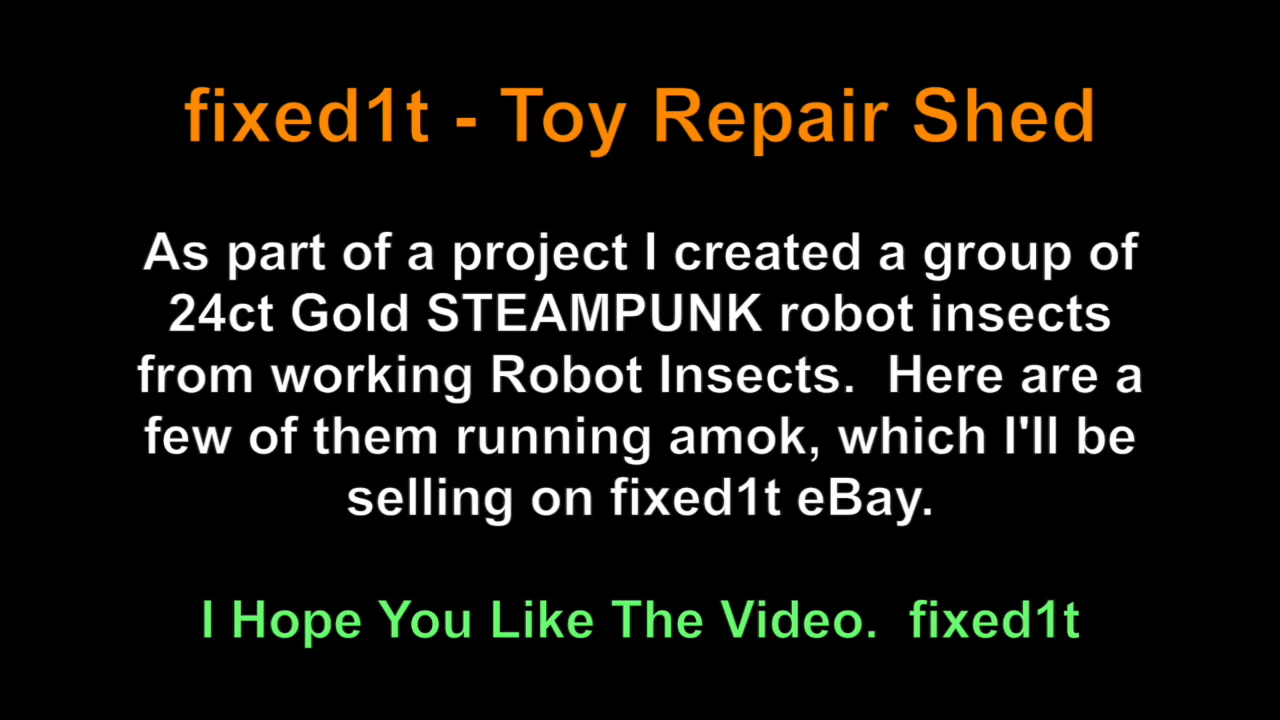 fixed1t - Toy Repair Shed
As part of a project I created a group of
24ct Gold STEAMPUNK robot insects
from working Robot Insects.  Here are a
few of them running amok, which I'll be
selling on fixed1t eBay.
I Hope You Like The Video.  fixed1t